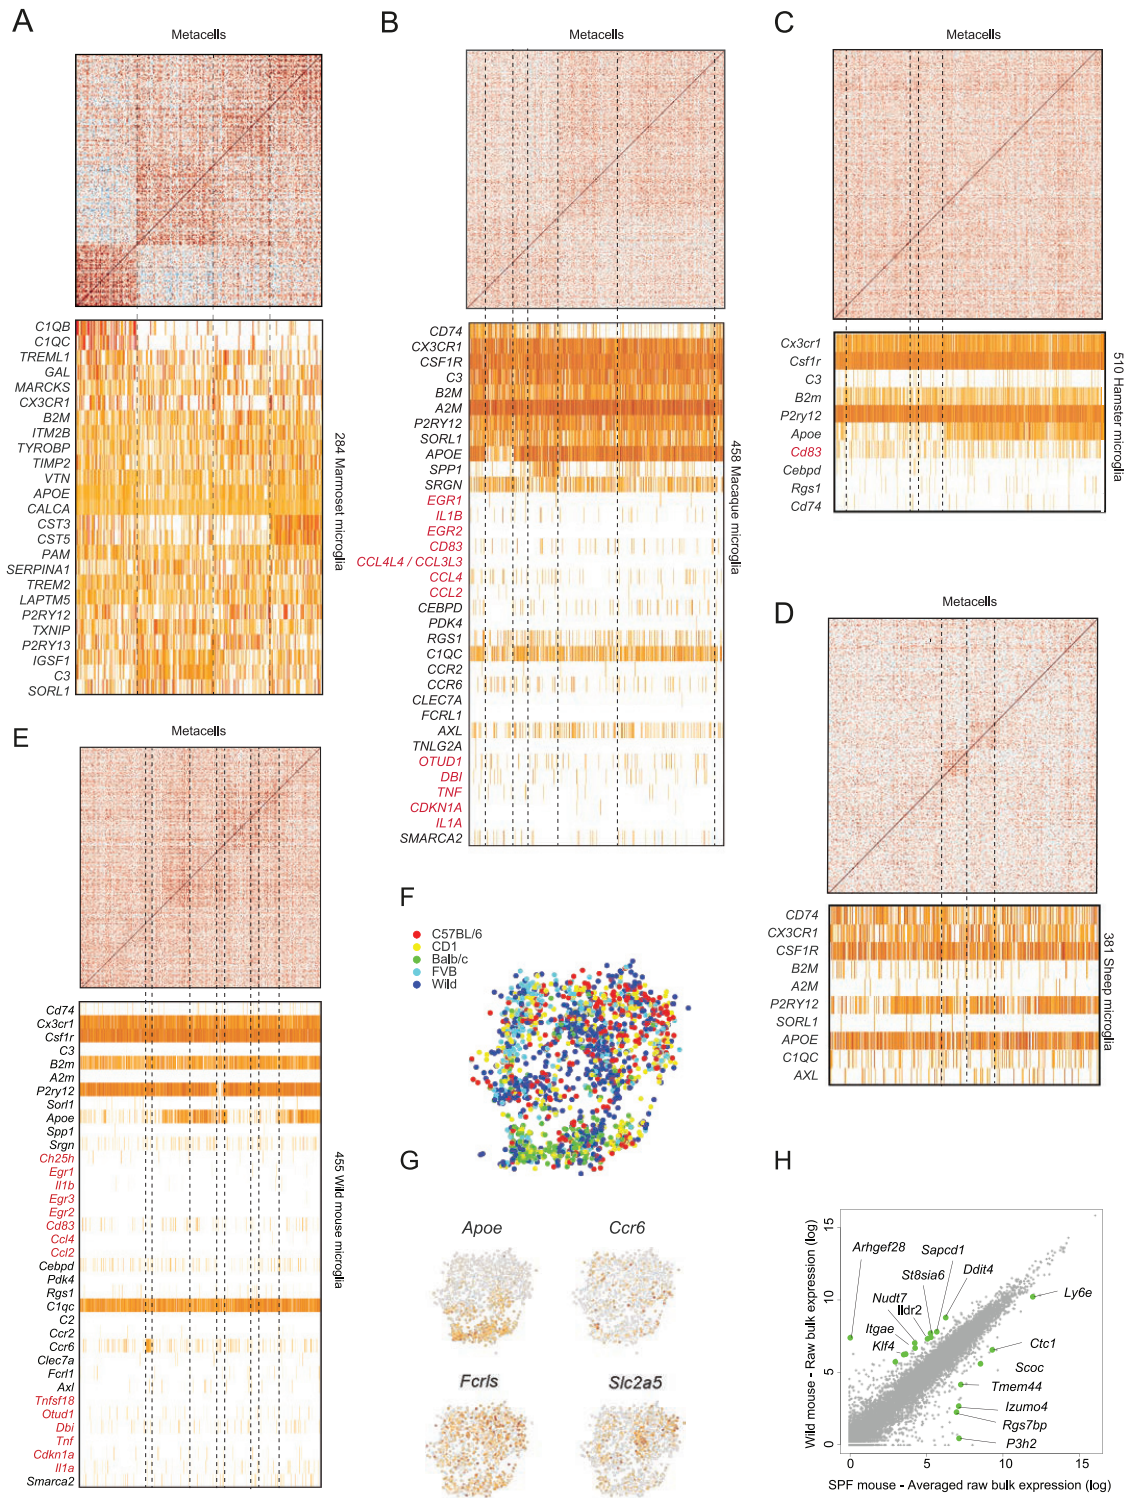 A
Metacells
C1QB
C1QC
TREML1
GAL
MARCKS
CX3CR1
B2M
ITM2B
TYROBP
TIMP2
VTN
APOE
CALCA
CST3
CST5
PAM
SERPINA1
TREM2
LAPTM5
P2RY12
TXNIP
P2RY13
IGSF1
C3
SORL1
284 Marmoset microglia
B
Metacells
CD74
CX3CR1
CSF1R
C3
B2M
A2M
P2RY12
SORL1
APOE
SPP1
SRGN
EGR1
IL1B
EGR2
CD83
CCL4L4 / CCL3L3
CCL4
CCL2
CEBPD
PDK4
RGS1
C1QC
CCR2
CCR6
CLEC7A
FCRL1
AXL
TNLG2A
OTUD1
DBI
TNF
CDKN1A
IL1A
SMARCA2
458 Macaque microglia
C
Metacells
Cx3cr1
Csf1r
C3
B2m
P2ry12
Apoe
Cd83
Cebpd
Rgs1
Cd74
510 Hamster microglia
D
Metacells
CD74
CX3CR1
CSF1R
B2M
A2M
P2RY12
SORL1
APOE
C1QC
AXL
381 Sheep microglia
E
Metacells
Cd74
Cx3cr1
Csf1r
C3
B2m
A2m
P2ry12
Sorl1
Apoe
Spp1
Srgn
Ch25h
Egr1
Il1b
Egr3
Egr2
Cd83
Ccl4
Ccl2
Cebpd
Pdk4
Rgs1
C1qc
C2
Ccr2
Ccr6
Clec7a
Fcrl1
Axl
Tnfsf18
Otud1
Dbi
Tnf
Cdkn1a
Il1a
Smarca2
455 Wild mouse microglia
F
C57BL/6
CD1
Balb/c
FVB
Wild
G
Apoe
Ccr6
Fcrls
Slc2a5
H
Wild mouse - Raw bulk expression (log)
15
10
5
0
Arhgef28
Sapcd1
St8sia6
Ddit4
Nudt7
Ildr2
Itgae
Klf4
Ly6e
Ctc1
Scoc
Tmem44
Izumo4
Rgs7bp
P3h2
0
5
10
15
SPF mouse - Averaged raw bulk expression (log)